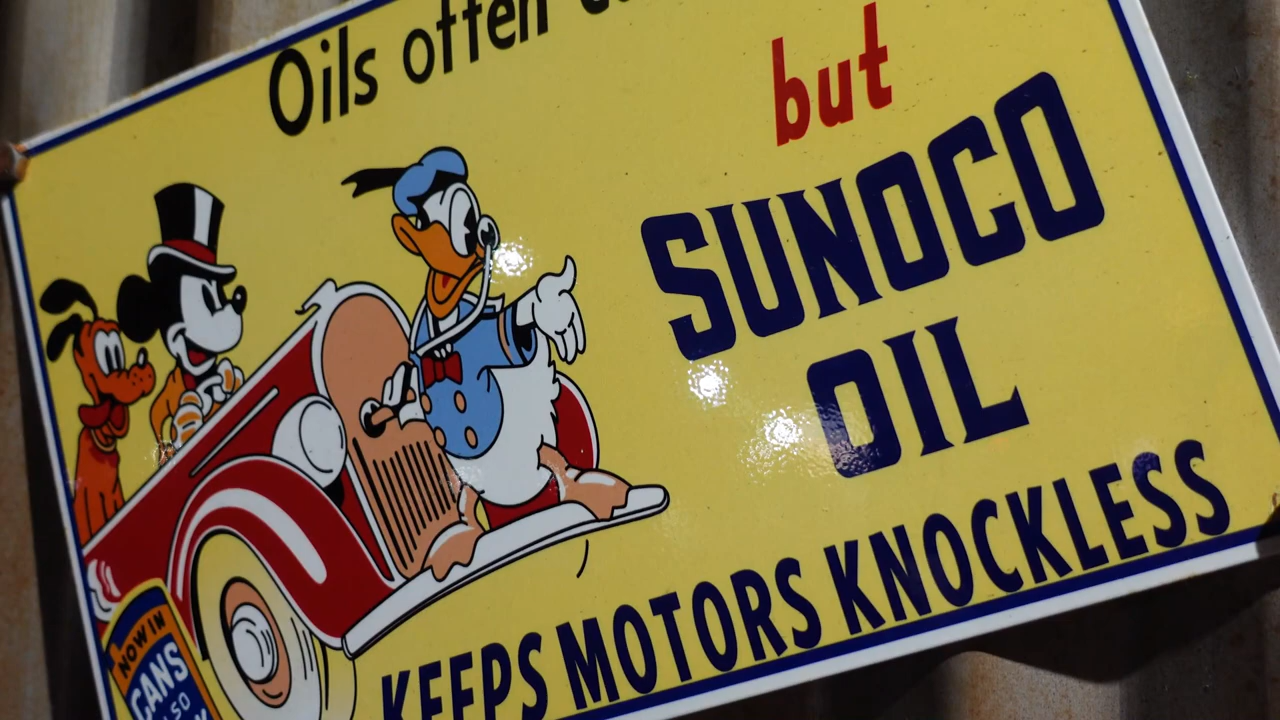 Oils often
but
SUNOCO
OIL
KEEPS MOTORS KNOCKLESS
NOW IN
CANS